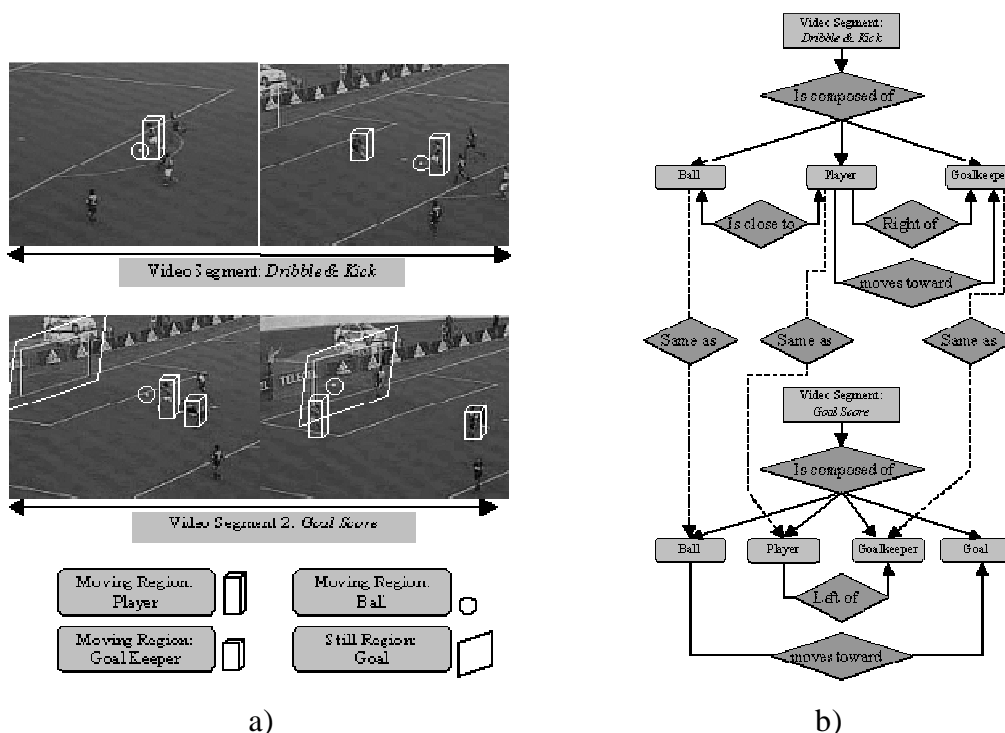 Video Segment: Dribble & Kick
Video Segment 2. Goal Score
Moving Region:
Player
Moving Region:
Ball
Moving Region:
Goal Keeper
Still Region:
Goal
a)
Video Segment:
Dribble & Kick
Is composed of
Ball
Player
Goalkeeper
Is close to
Right of
moves toward
Same as
Same as
Same as
Video Segment:
Goal Score
Is composed of
Ball
Player
Goalkeeper
Goal
Left of
moves toward
b)